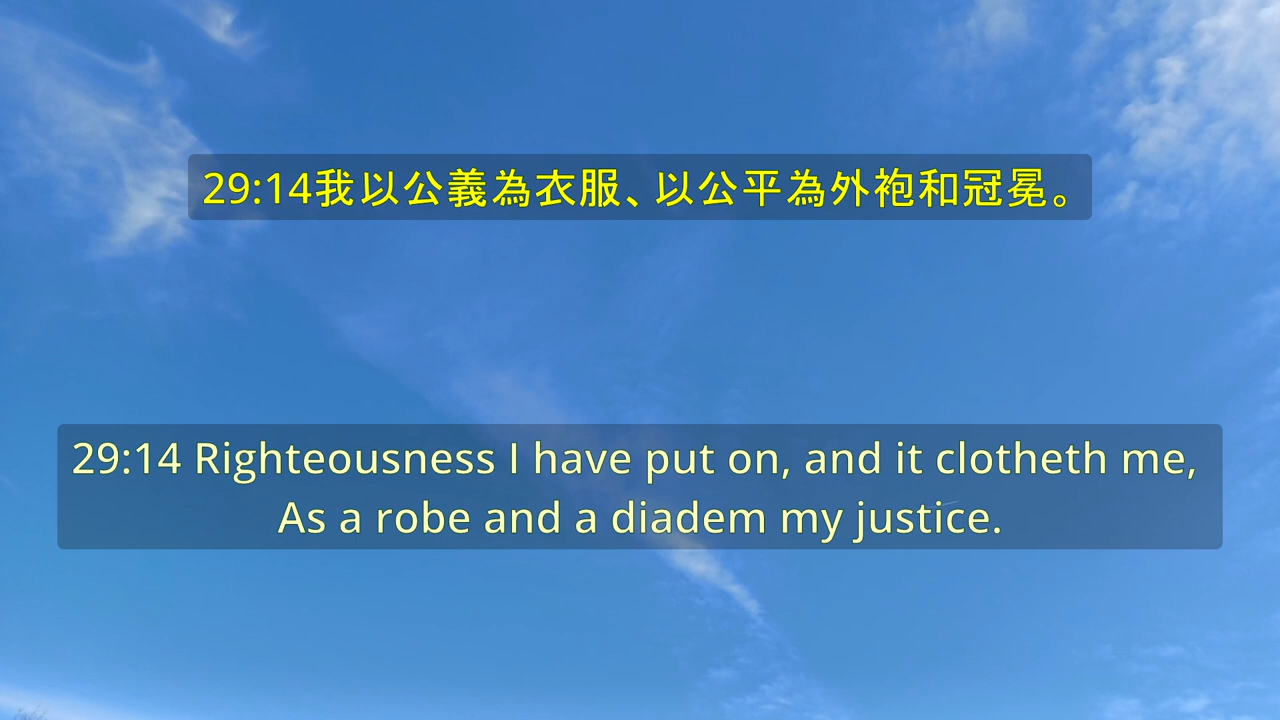 29:14我以公義為衣服、以公平為外袍和冠冕。
29:14 Righteousness I have put on, and it clotheth me,
As a robe and a diadem my justice.